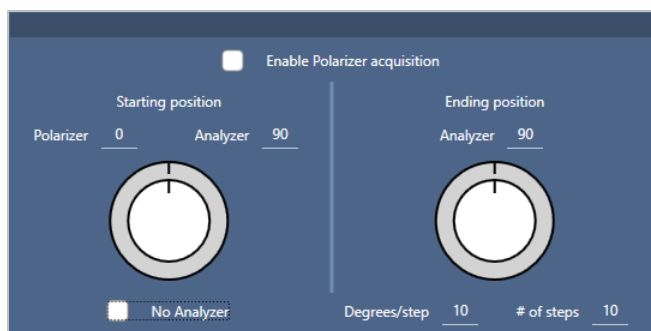 Enable Polarizer acquisition
Starting position
Ending position
Polarizer 0 Analyzer 90
Analyzer 90
No Analyzer
Degrees/step 10 # of steps 10